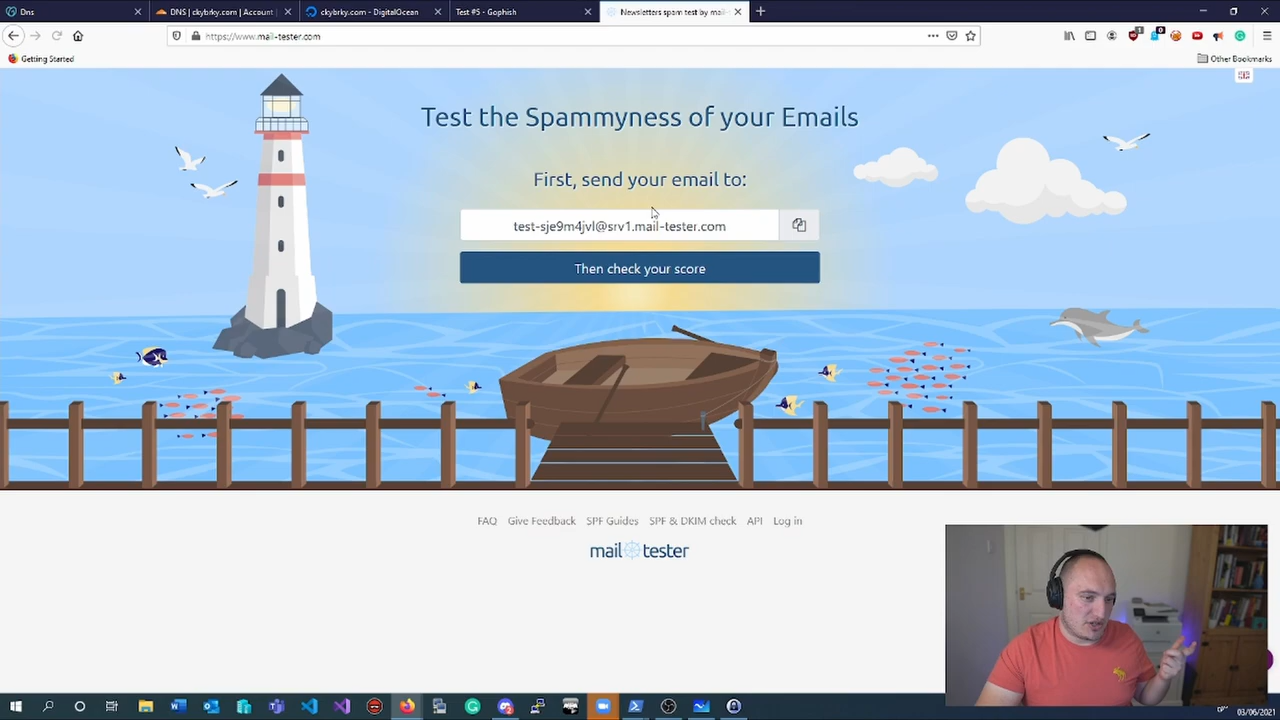 Dns
DNS | ckybrky.com | Account
ckybrky.com - DigitalOcean
Test #5 - Gophish
Newsletters spam test by mail-
https://www.mail-tester.com
Getting Started
Other Bookmarks
Test the Spammyness of your Emails
First, send your email to:
test-sje9m4jvl@srv1.mail-tester.com
Then check your score
FAQ Give Feedback SPF Guides SPF & DKIM check API Log in
mail tester
03/06/2021